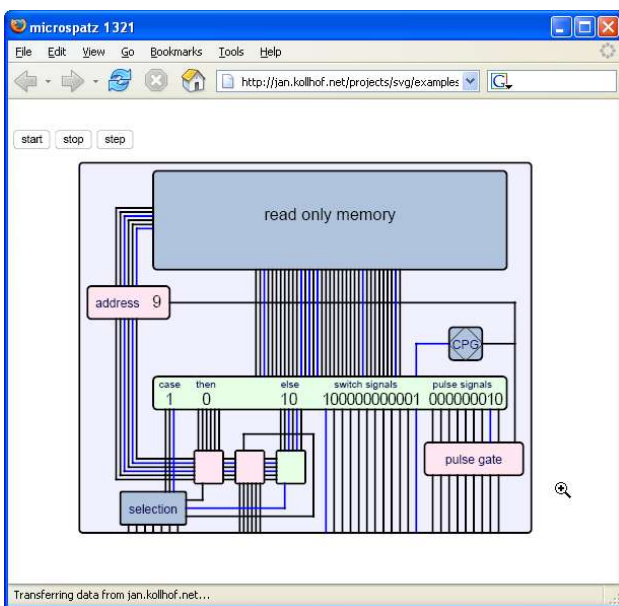 microspatz 1321
File Edit View Go Bookmarks Tools Help
http://jan.kollhof.net/projects/svg/examples G
start stop step
read only memory
address 9
CPG
case then else switch signals pulse signals
1 0 10 100000000001 000000010
pulse gate
selection
Transferring data from jan.kollhof.net...